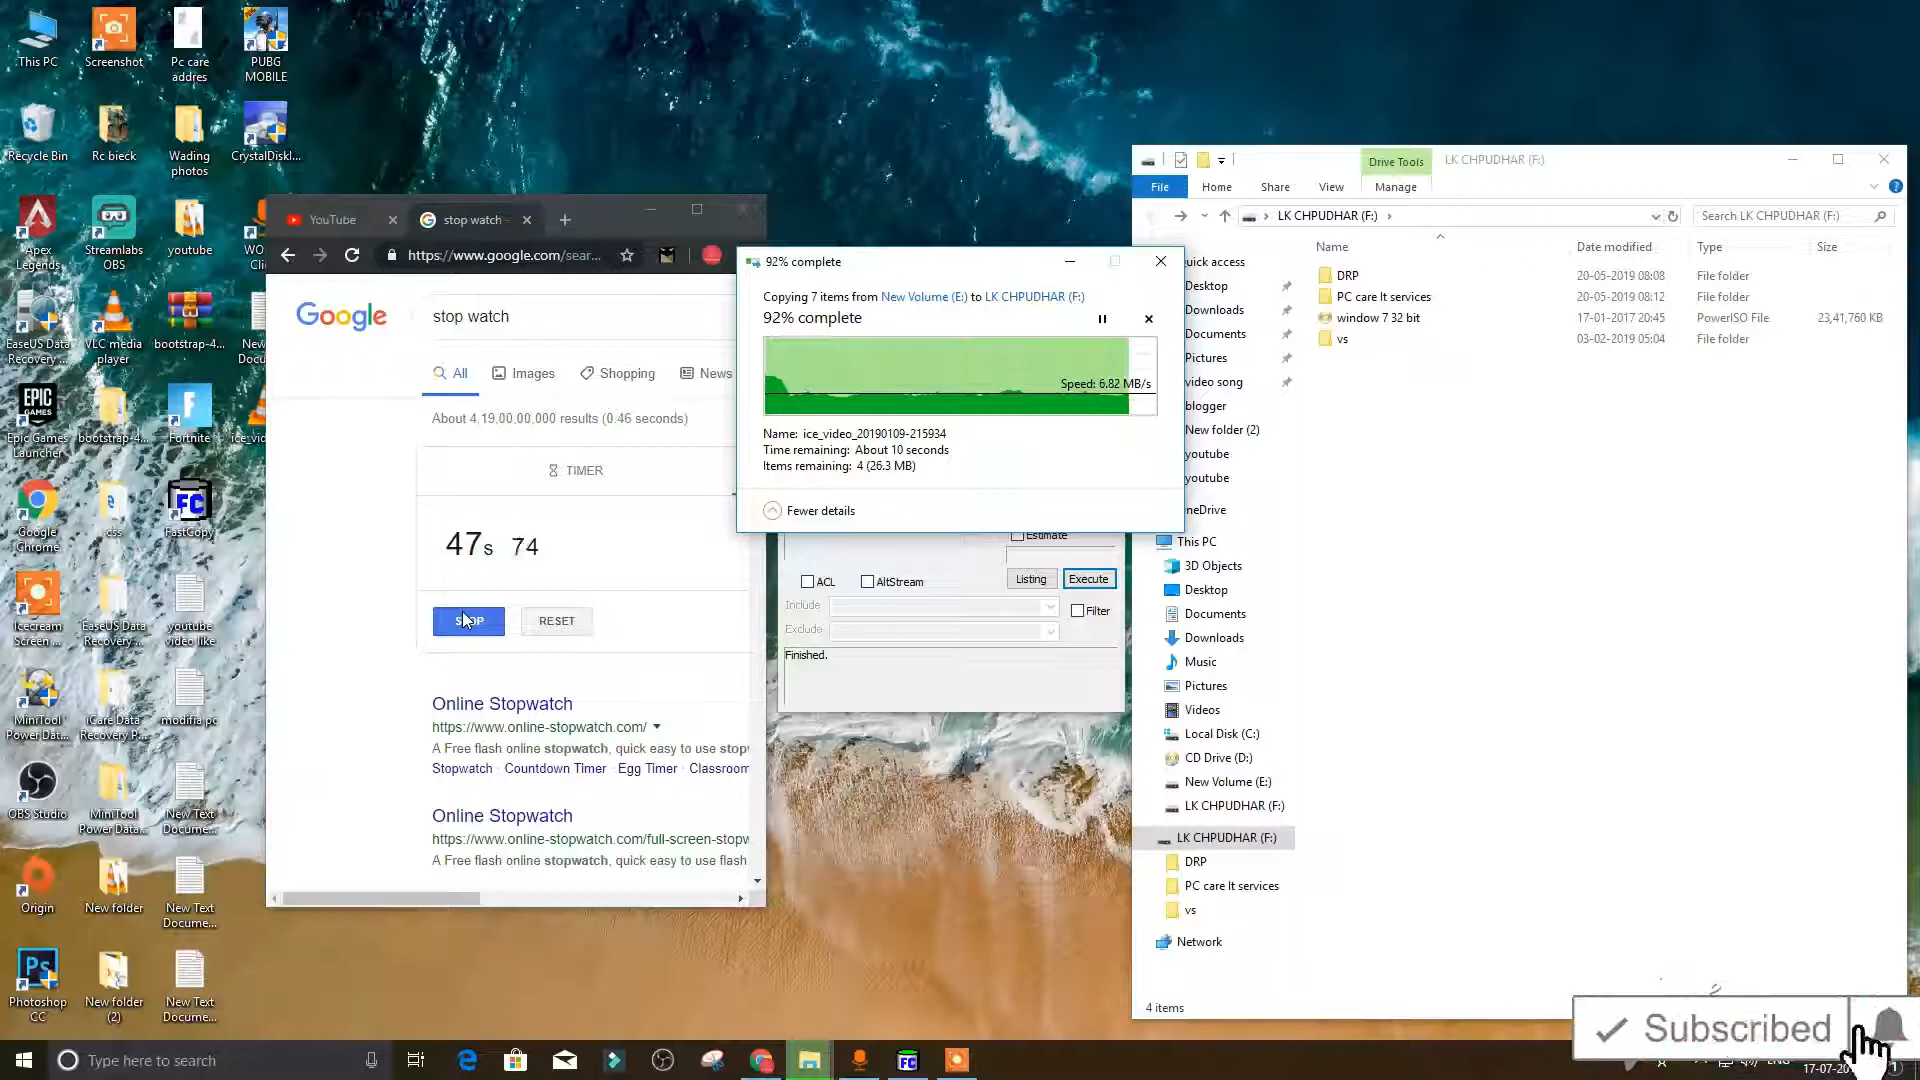 This PC
Screenshot
Pc care
addres
PUBG
MOBILE
Recycle Bin
Rc bieck
Wading
photos
CrystalDiskI...
Apex
Legends
Streamlabs
OBS
youtube
EaseUS Data
Recovery ...
VLC media
player
bootstrap-4...
EPIC
GAMES
Epic Games
Launcher
bootstrap-4...
Fortnite
ice_v
Google
Chrome
css
FC
FastCopy
Icecream
Screen ...
EaseUS Data
Recovery...
youtube
video like
MiniTool
Power Dat...
iCare Data
Recovery P...
modifia pc
OBS Studio
MiniTool
Power Data...
New Text
Docume...
Origin
New folder
New Text
Docume...
Ps
Photoshop
CC
New folder
(2)
New Text
Docume...
YouTube
stop watch -
https://www.google.com/sear...
Google
stop watch
All
Images
Shopping
News
About 4,19,00,00,000 results (0.46 seconds)
TIMER
47s 74
STOP
RESET
Online Stopwatch
https://www.online-stopwatch.com/
A Free flash online stopwatch, quick easy to use stop
Stopwatch · Countdown Timer · Egg Timer · Classroom
Online Stopwatch
https://www.online-stopwatch.com/full-screen-stopw
A Free flash online stopwatch, quick easy to use flash
92% complete
Copying 7 items from New Volume (E:) to LK CHPUDHAR (F:)
92% complete
Speed: 6.82 MB/s
Name: ice_video_20190109-215934
Time remaining: About 10 seconds
Items remaining: 4 (26.3 MB)
Fewer details
Estimate
ACL
AltStream
Listing
Execute
Include
Filter
Exclude
Finished.
Drive Tools
LK CHPUDHAR (F:)
File
Home
Share
View
Manage
LK CHPUDHAR (F:)
Search LK CHPUDHAR (F:)
Name
Date modified
Type
Size
DRP
20-05-2019 08:08
File folder
PC care It services
20-05-2019 08:12
File folder
window 7 32 bit
17-01-2017 20:45
PowerISO File
23,41,760 KB
vs
03-02-2019 05:04
File folder
uick access
Desktop
Downloads
Documents
Pictures
video song
blogger
New folder (2)
youtube
youtube
neDrive
This PC
3D Objects
Desktop
Documents
Downloads
Music
Pictures
Videos
Local Disk (C:)
CD Drive (D:)
New Volume (E:)
LK CHPUDHAR (F:)
LK CHPUDHAR (F:)
DRP
PC care It services
vs
Network
4 items
Subscribed
Type here to search
FC
17-07-20